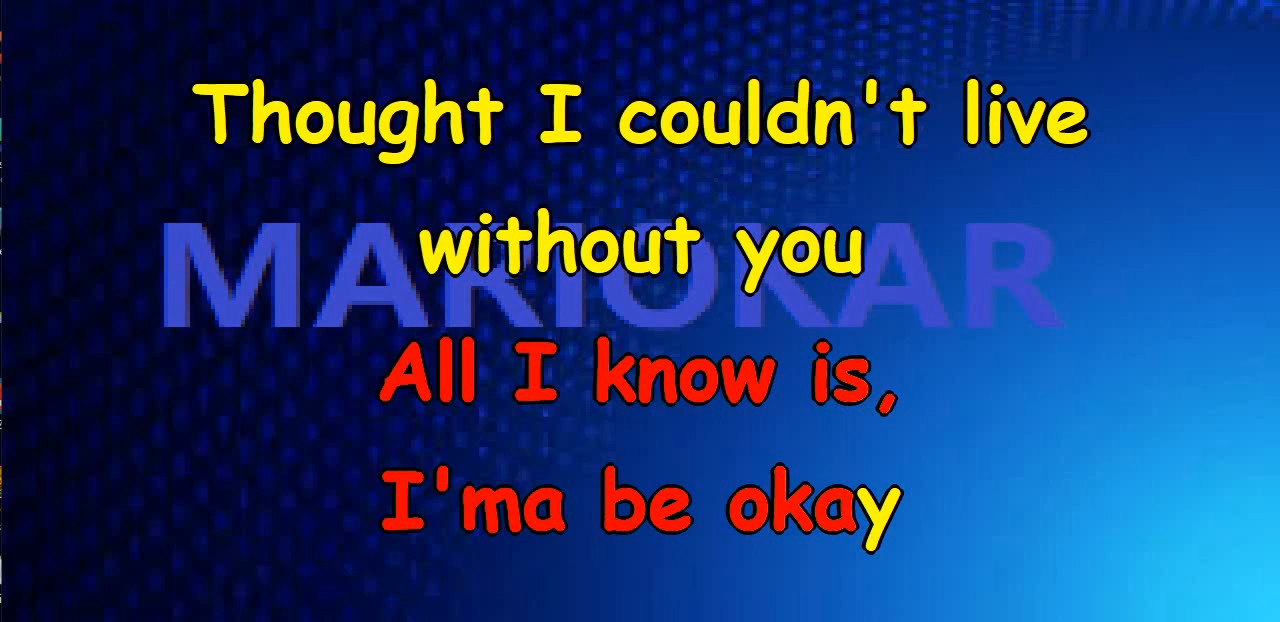 Thought I couldn't live
without you
MARIOKAR
All I know is,
I'ma be okay